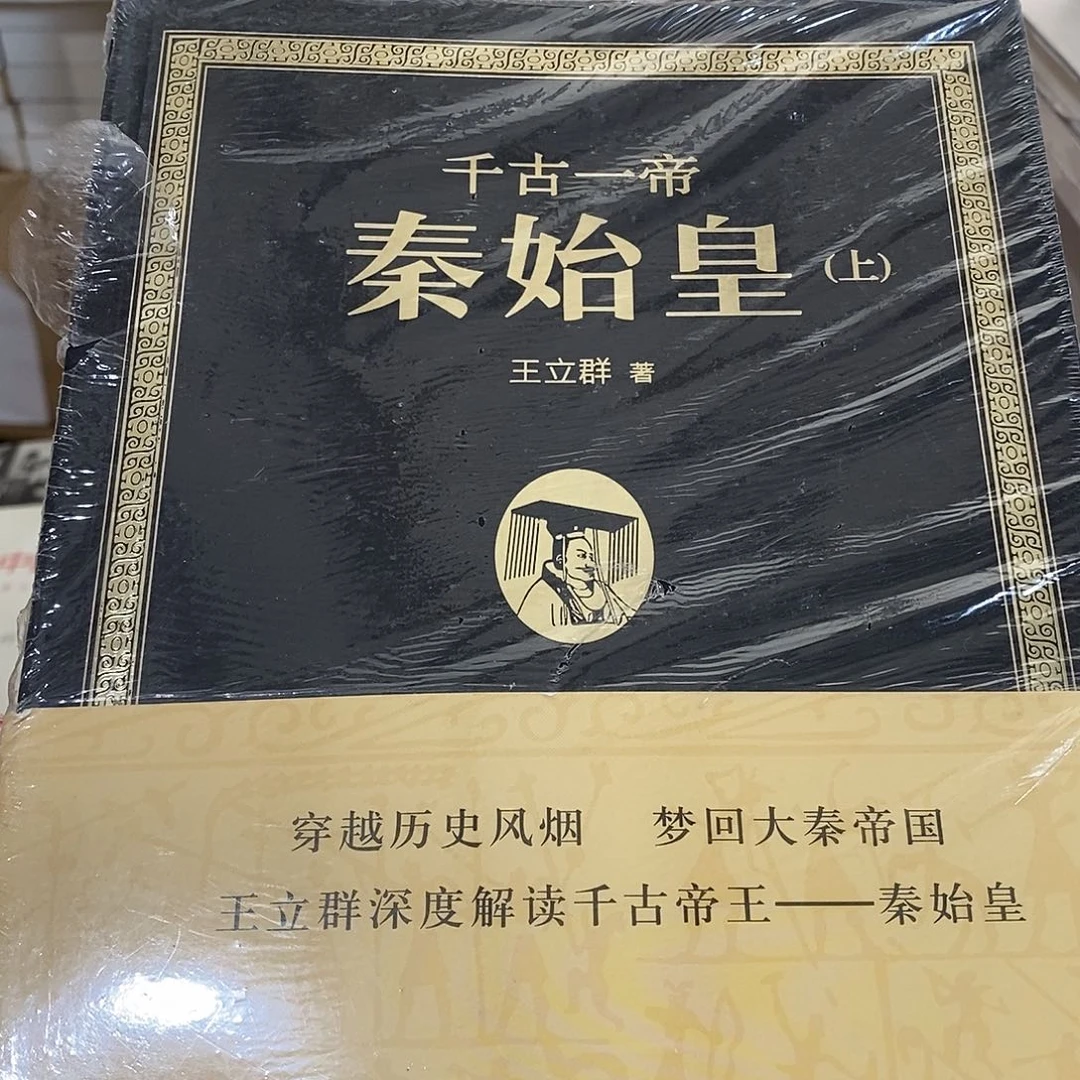 千古一帝
秦始皇(上)
王立群 著
穿越历史风烟 梦回大秦帝国
王立群深度解读千古帝王——秦始皇